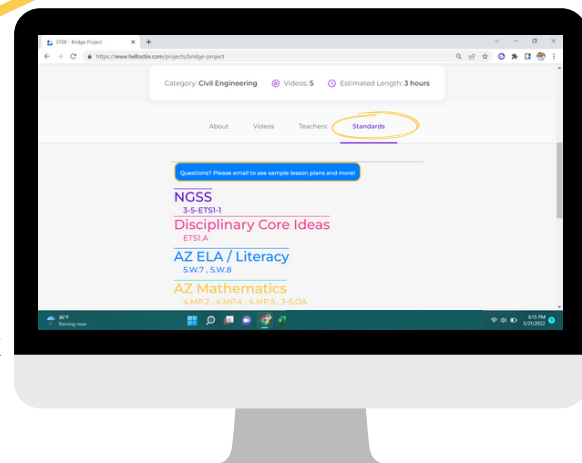 STIIX - Bridge Project
https://www.hellostiix.com/projects/bridge-project
Category: Civil Engineering Videos: 5 Estimated Length: 3 hours
About Videos Teachers: Standards
Questions? Please email to see sample lesson plans and more!
NGSS
3-5-ETS1-1
Disciplinary Core Ideas
ETS1.A
AZ ELA / Literacy
5.W.7 , 5.W.8
AZ Mathematics
4.MP.2 , 4.MP.4 , 4.MP.5 , 3-5.OA
80°F
Raining now
6:15 PM
5/21/2022